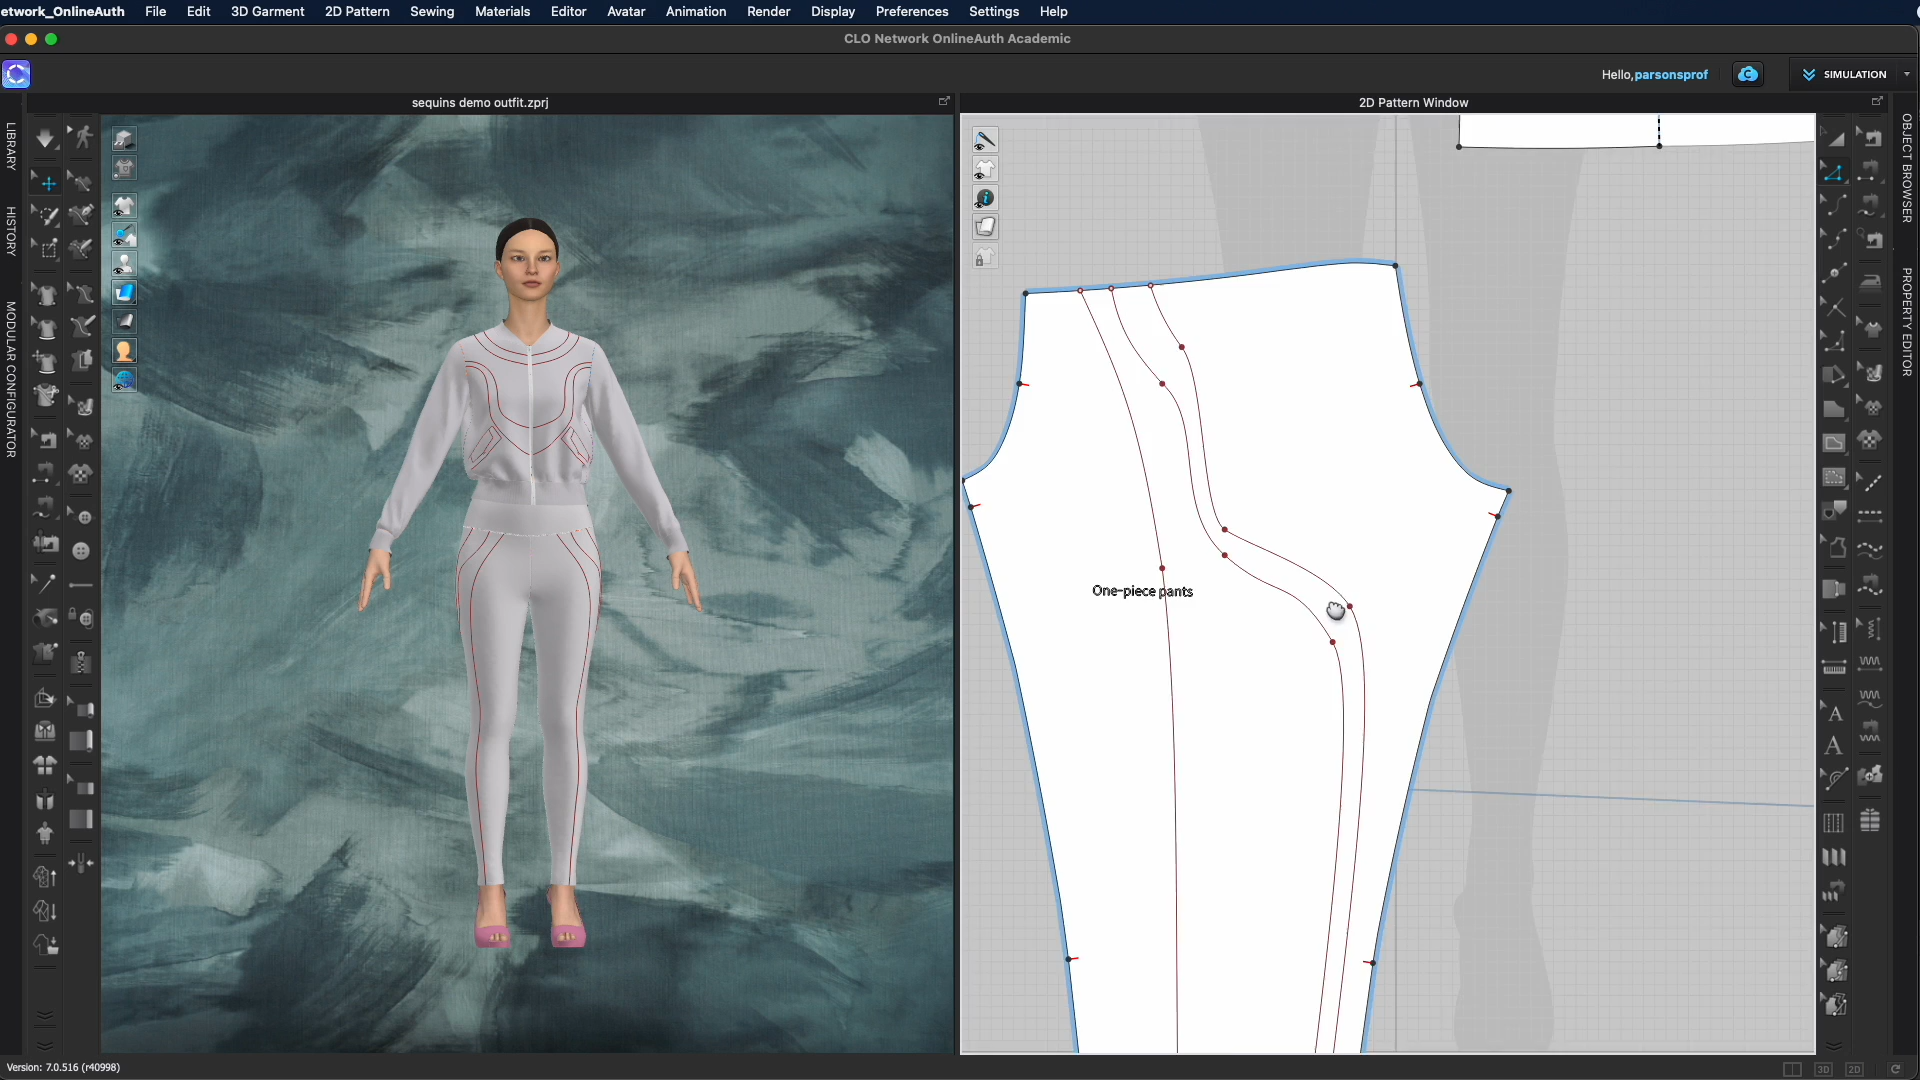 etwork_OnlineAuth File Edit 3D Garment 2D Pattern Sewing Materials Editor Avatar Animation Render Display Preferences Settings Help
CLO Network OnlineAuth Academic
Hello, parsonsprof
SIMULATION
sequins demo outfit.zprj
2D Pattern Window
LIBRARY
HISTORY
MODULAR CONFIGURATOR
OBJECT BROWSER
PROPERTY EDITOR
One-piece pants
Version: 7.0.516 (r40998)
3D
2D